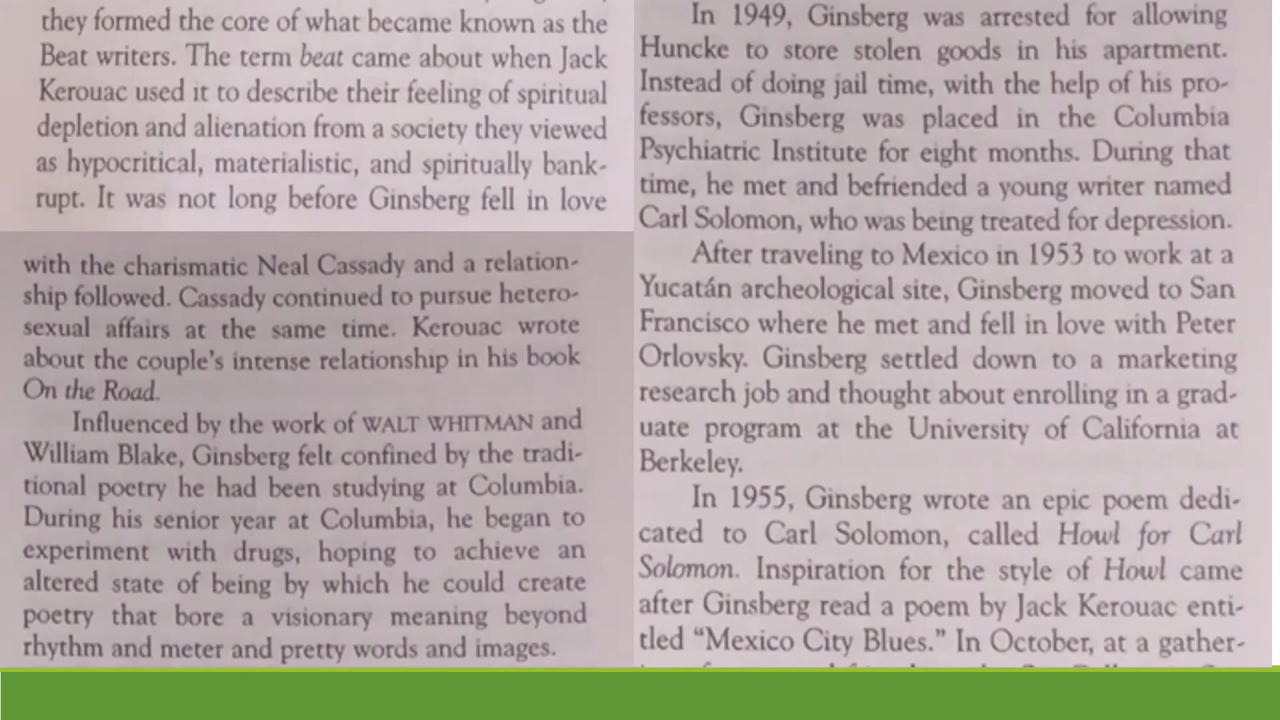 they formed the core of what became known as the
Beat writers. The term beat came about when Jack
Kerouac used it to describe their feeling of spiritual
depletion and alienation from a society they viewed
as hypocritical, materialistic, and spiritually bank-
rupt. It was not long before Ginsberg fell in love
with the charismatic Neal Cassady and a relation-
ship followed. Cassady continued to pursue hetero-
sexual affairs at the same time. Kerouac wrote
about the couple's intense relationship in his book
On the Road.
Influenced by the work of WALT WHITMAN and
William Blake, Ginsberg felt confined by the tradi-
tional poetry he had been studying at Columbia.
During his senior year at Columbia, he began to
experiment with drugs, hoping to achieve an
altered state of being by which he could create
poetry that bore a visionary meaning beyond
rhythm and meter and pretty words and images.
In 1949, Ginsberg was arrested for allowing
Huncke to store stolen goods in his apartment.
Instead of doing jail time, with the help of his pro-
fessors, Ginsberg was placed in the Columbia
Psychiatric Institute for eight months. During that
time, he met and befriended a young writer named
Carl Solomon, who was being treated for depression.
After traveling to Mexico in 1953 to work at a
Yucatán archeological site, Ginsberg moved to San
Francisco where he met and fell in love with Peter
Orlovsky. Ginsberg settled down to a marketing
research job and thought about enrolling in a grad-
uate program at the University of California at
Berkeley.
In 1955, Ginsberg wrote an epic poem dedi-
cated to Carl Solomon, called Howl for Carl
Solomon. Inspiration for the style of Howl came
after Ginsberg read a poem by Jack Kerouac enti-
tled “Mexico City Blues.” In October, at a gather-